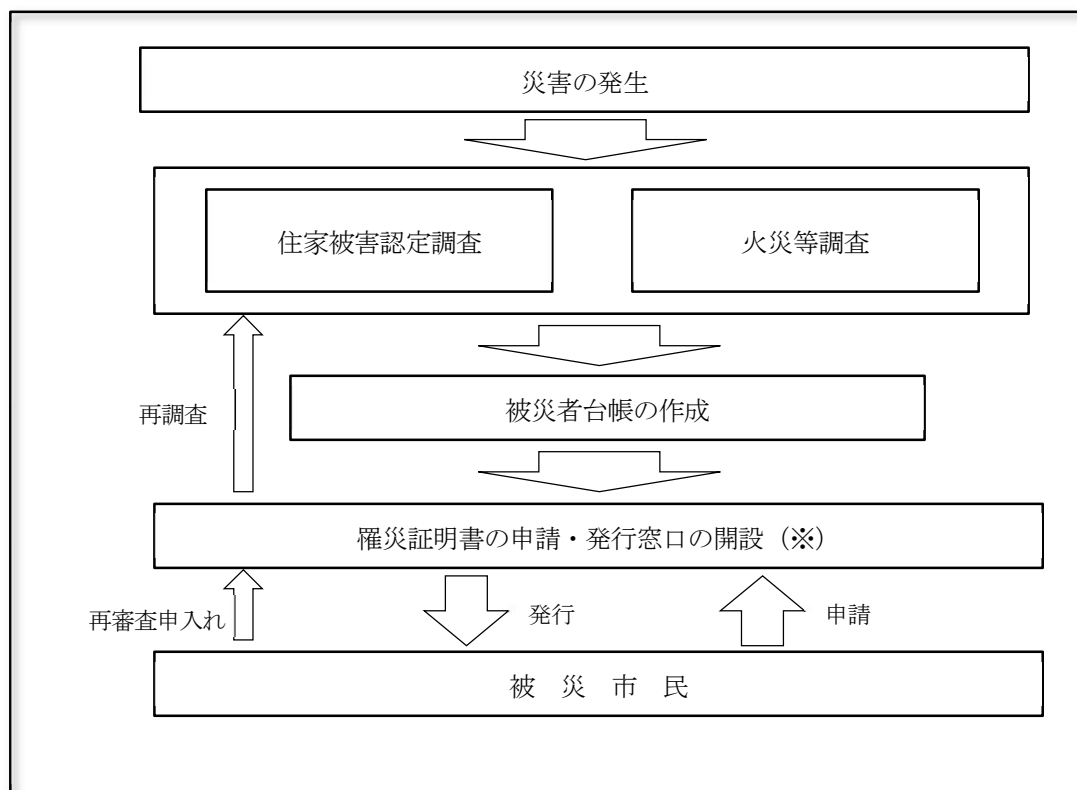 災害の発生
住家被害認定調査
火災等調査
再調査
被災者台帳の作成
罹災証明書の申請・発行窓口の開設（※）
再審査申入れ
発行
申請
被　災　市　民